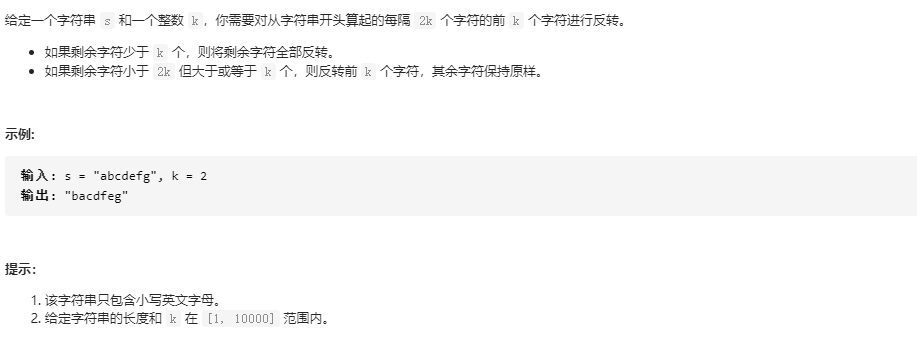 给定一个字符串 s 和一个整数 k，你需要对从字符串开头算起的每隔 2k 个字符的前 k 个字符进行反转。
• 如果剩余字符少于 k 个，则将剩余字符全部反转。
• 如果剩余字符小于 2k 但大于或等于 k 个，则反转前 k 个字符，其余字符保持原样。
示例:
输入: s = "abcdefg", k = 2
输出: "bacdfeg"
提示：
1. 该字符串只包含小写英文字母。
2. 给定字符串的长度和 k 在 [1, 10000] 范围内。